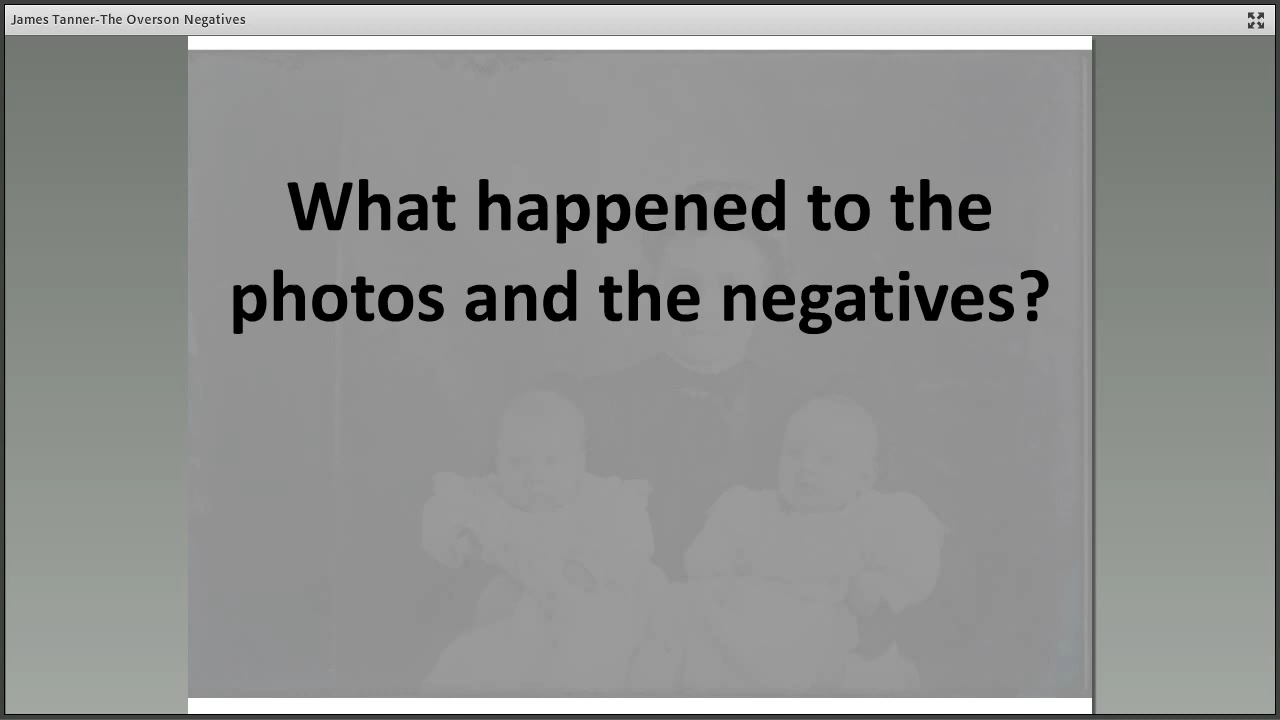 James Tanner-The Overson Negatives
What happened to the
photos and the negatives?